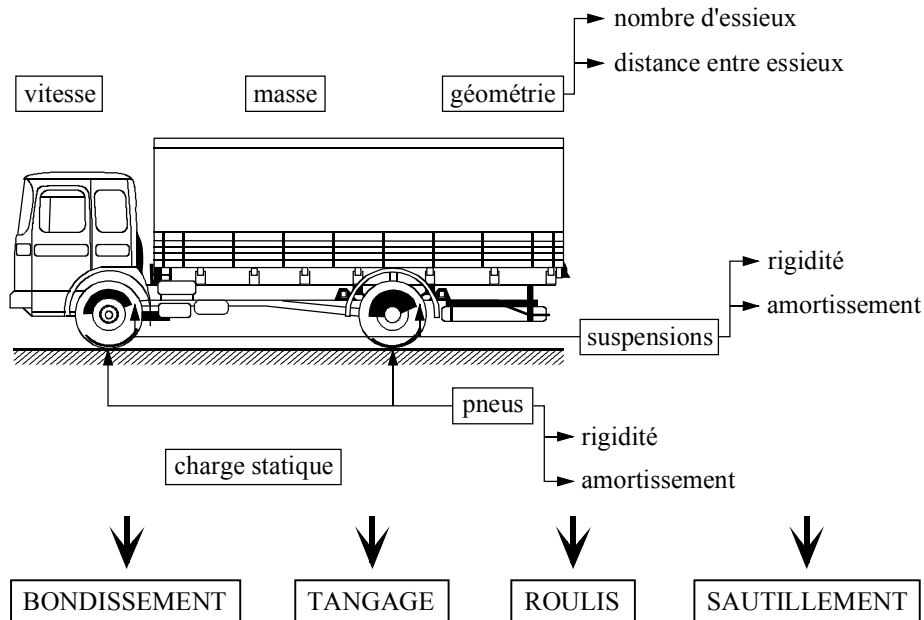 nombre d'essieux
distance entre essieux
vitesse
masse
géométrie
rigidité
amortissement
suspensions
pneus
rigidité
charge statique
amortissement
BONDISSEMENT
TANGAGE
ROULIS
SAUTILLEMENT